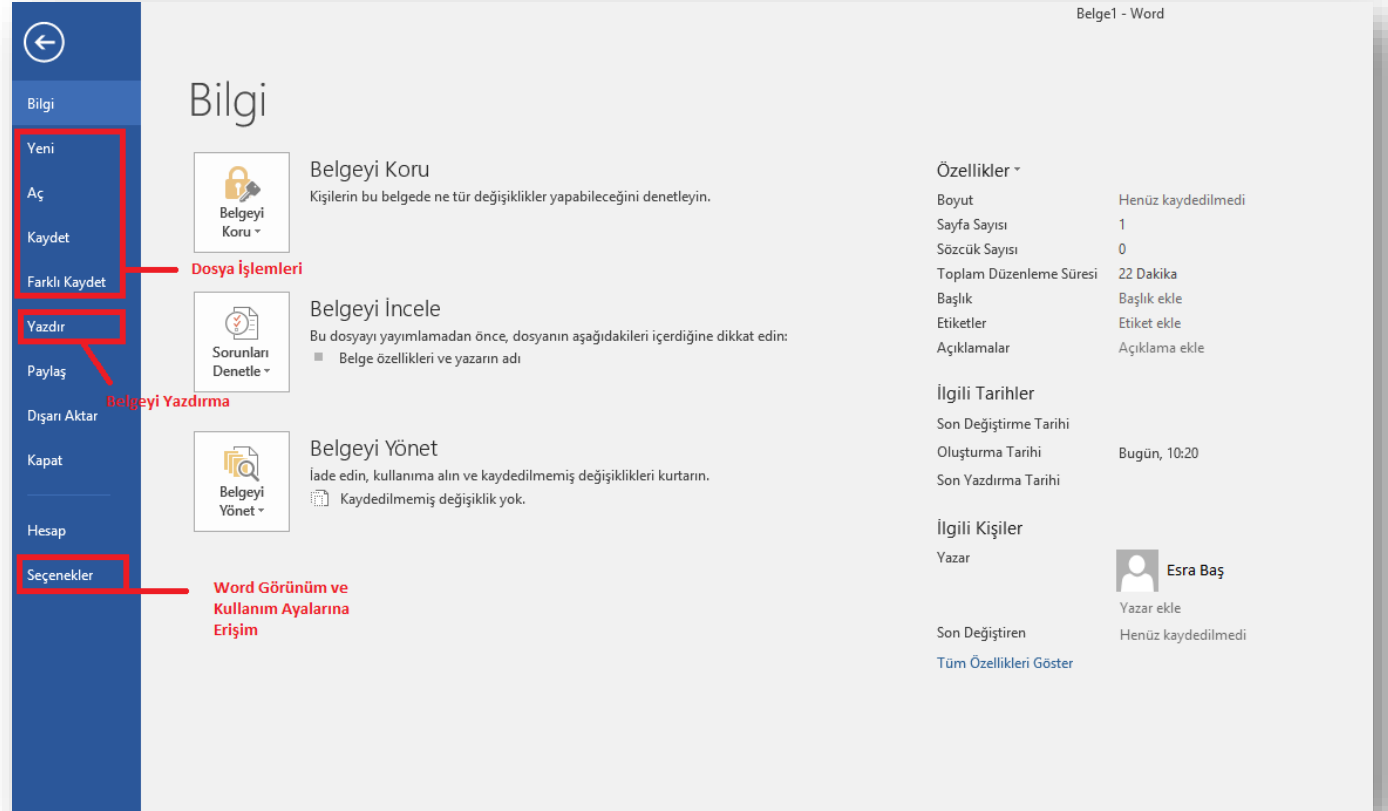 Belge1 - Word
Bilgi
Yeni
Aç
Kaydet
Farklı Kaydet
Yazdır
Paylaş
Dışarı Aktar
Kapat
Hesap
Seçenekler
Dosya İşlemleri
Belgeyi Yazdırma
Word Görünüm ve
Kullanım Ayalarına
Erişim
Bilgi
Belgeyi
Koru
Belgeyi Koru
Kişilerin bu belgede ne tür değişiklikler yapabileceğini denetleyin.
Sorunları
Denetle
Belgeyi İncele
Bu dosyayı yayımlamadan önce, dosyanın aşağıdakileri içerdiğine dikkat edin:
Belge özellikleri ve yazarın adı
Belgeyi
Yönet
Belgeyi Yönet
İade edin, kullanıma alın ve kaydedilmemiş değişiklikleri kurtarın.
Kaydedilmemiş değişiklik yok.
Özellikler
Boyut Henüz kaydedilmedi
Sayfa Sayısı 1
Sözcük Sayısı 0
Toplam Düzenleme Süresi 22 Dakika
Başlık Başlık ekle
Etiketler Etiket ekle
Açıklamalar Açıklama ekle
İlgili Tarihler
Son Değiştirme Tarihi
Oluşturma Tarihi Bugün, 10:20
Son Yazdırma Tarihi
İlgili Kişiler
Yazar Esra Baş
Yazar ekle
Son Değiştiren Henüz kaydedilmedi
Tüm Özellikleri Göster